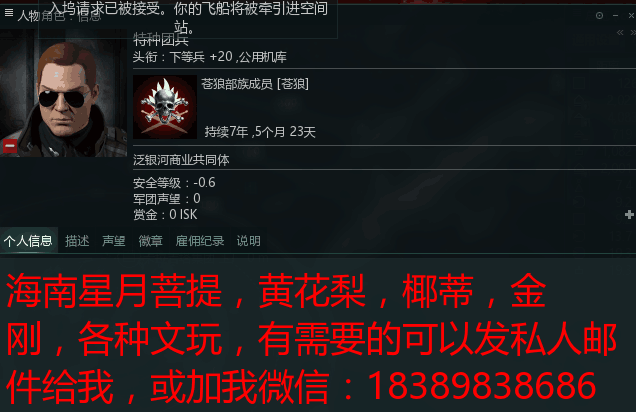 入坞请求已被接受。你的飞船将被牵引进空间
站。
人物角色：信息
特种团兵
头衔：下等兵 +20 ,公用机库
苍狼部族成员 [苍狼]
持续7年 ,5个月 23天
泛银河商业共同体
安全等级：-0.6
军团声望：0
赏金：0 ISK
个人信息 描述 声望 徽章 雇佣纪录 说明
海南星月菩提，黄花梨，椰蒂，金
刚，各种文玩，有需要的可以发私人邮
件给我，或加我微信：18389838686